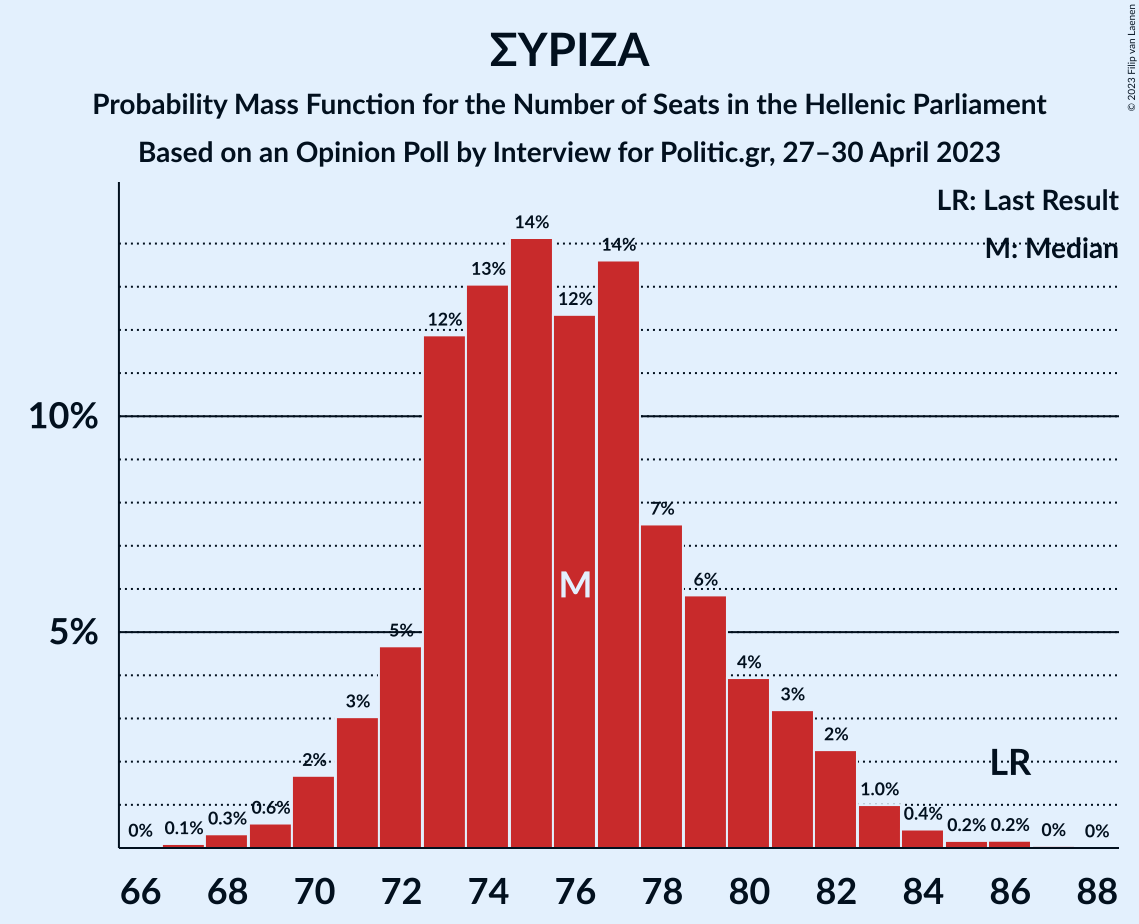 ΣΥΡΙΖΑ
Probability Mass Function for the Number of Seats in the Hellenic Parliament
Based on an Opinion Poll by Interview for Politic.gr, 27–30 April 2023
© 2023 Filip van Laenen
LR: Last Result
M: Median
10%
5%
0%
0.1%
0.3%
0.6%
2%
3%
5%
12%
13%
14%
12%
14%
7%
6%
4%
3%
2%
1.0%
0.4%
0.2%
0.2%
0%
0%
M
LR
66 68 70 72 74 76 78 80 82 84 86 88